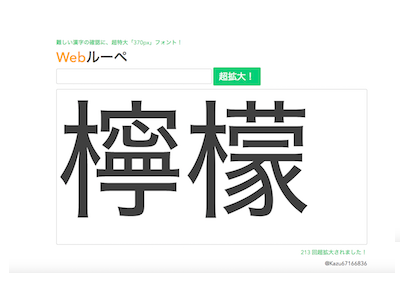 難しい漢字の確認に、超特大「370px」フォント！
Webルーペ
超拡大！
檸檬
213 回超拡大されました！
@Kazu67166836